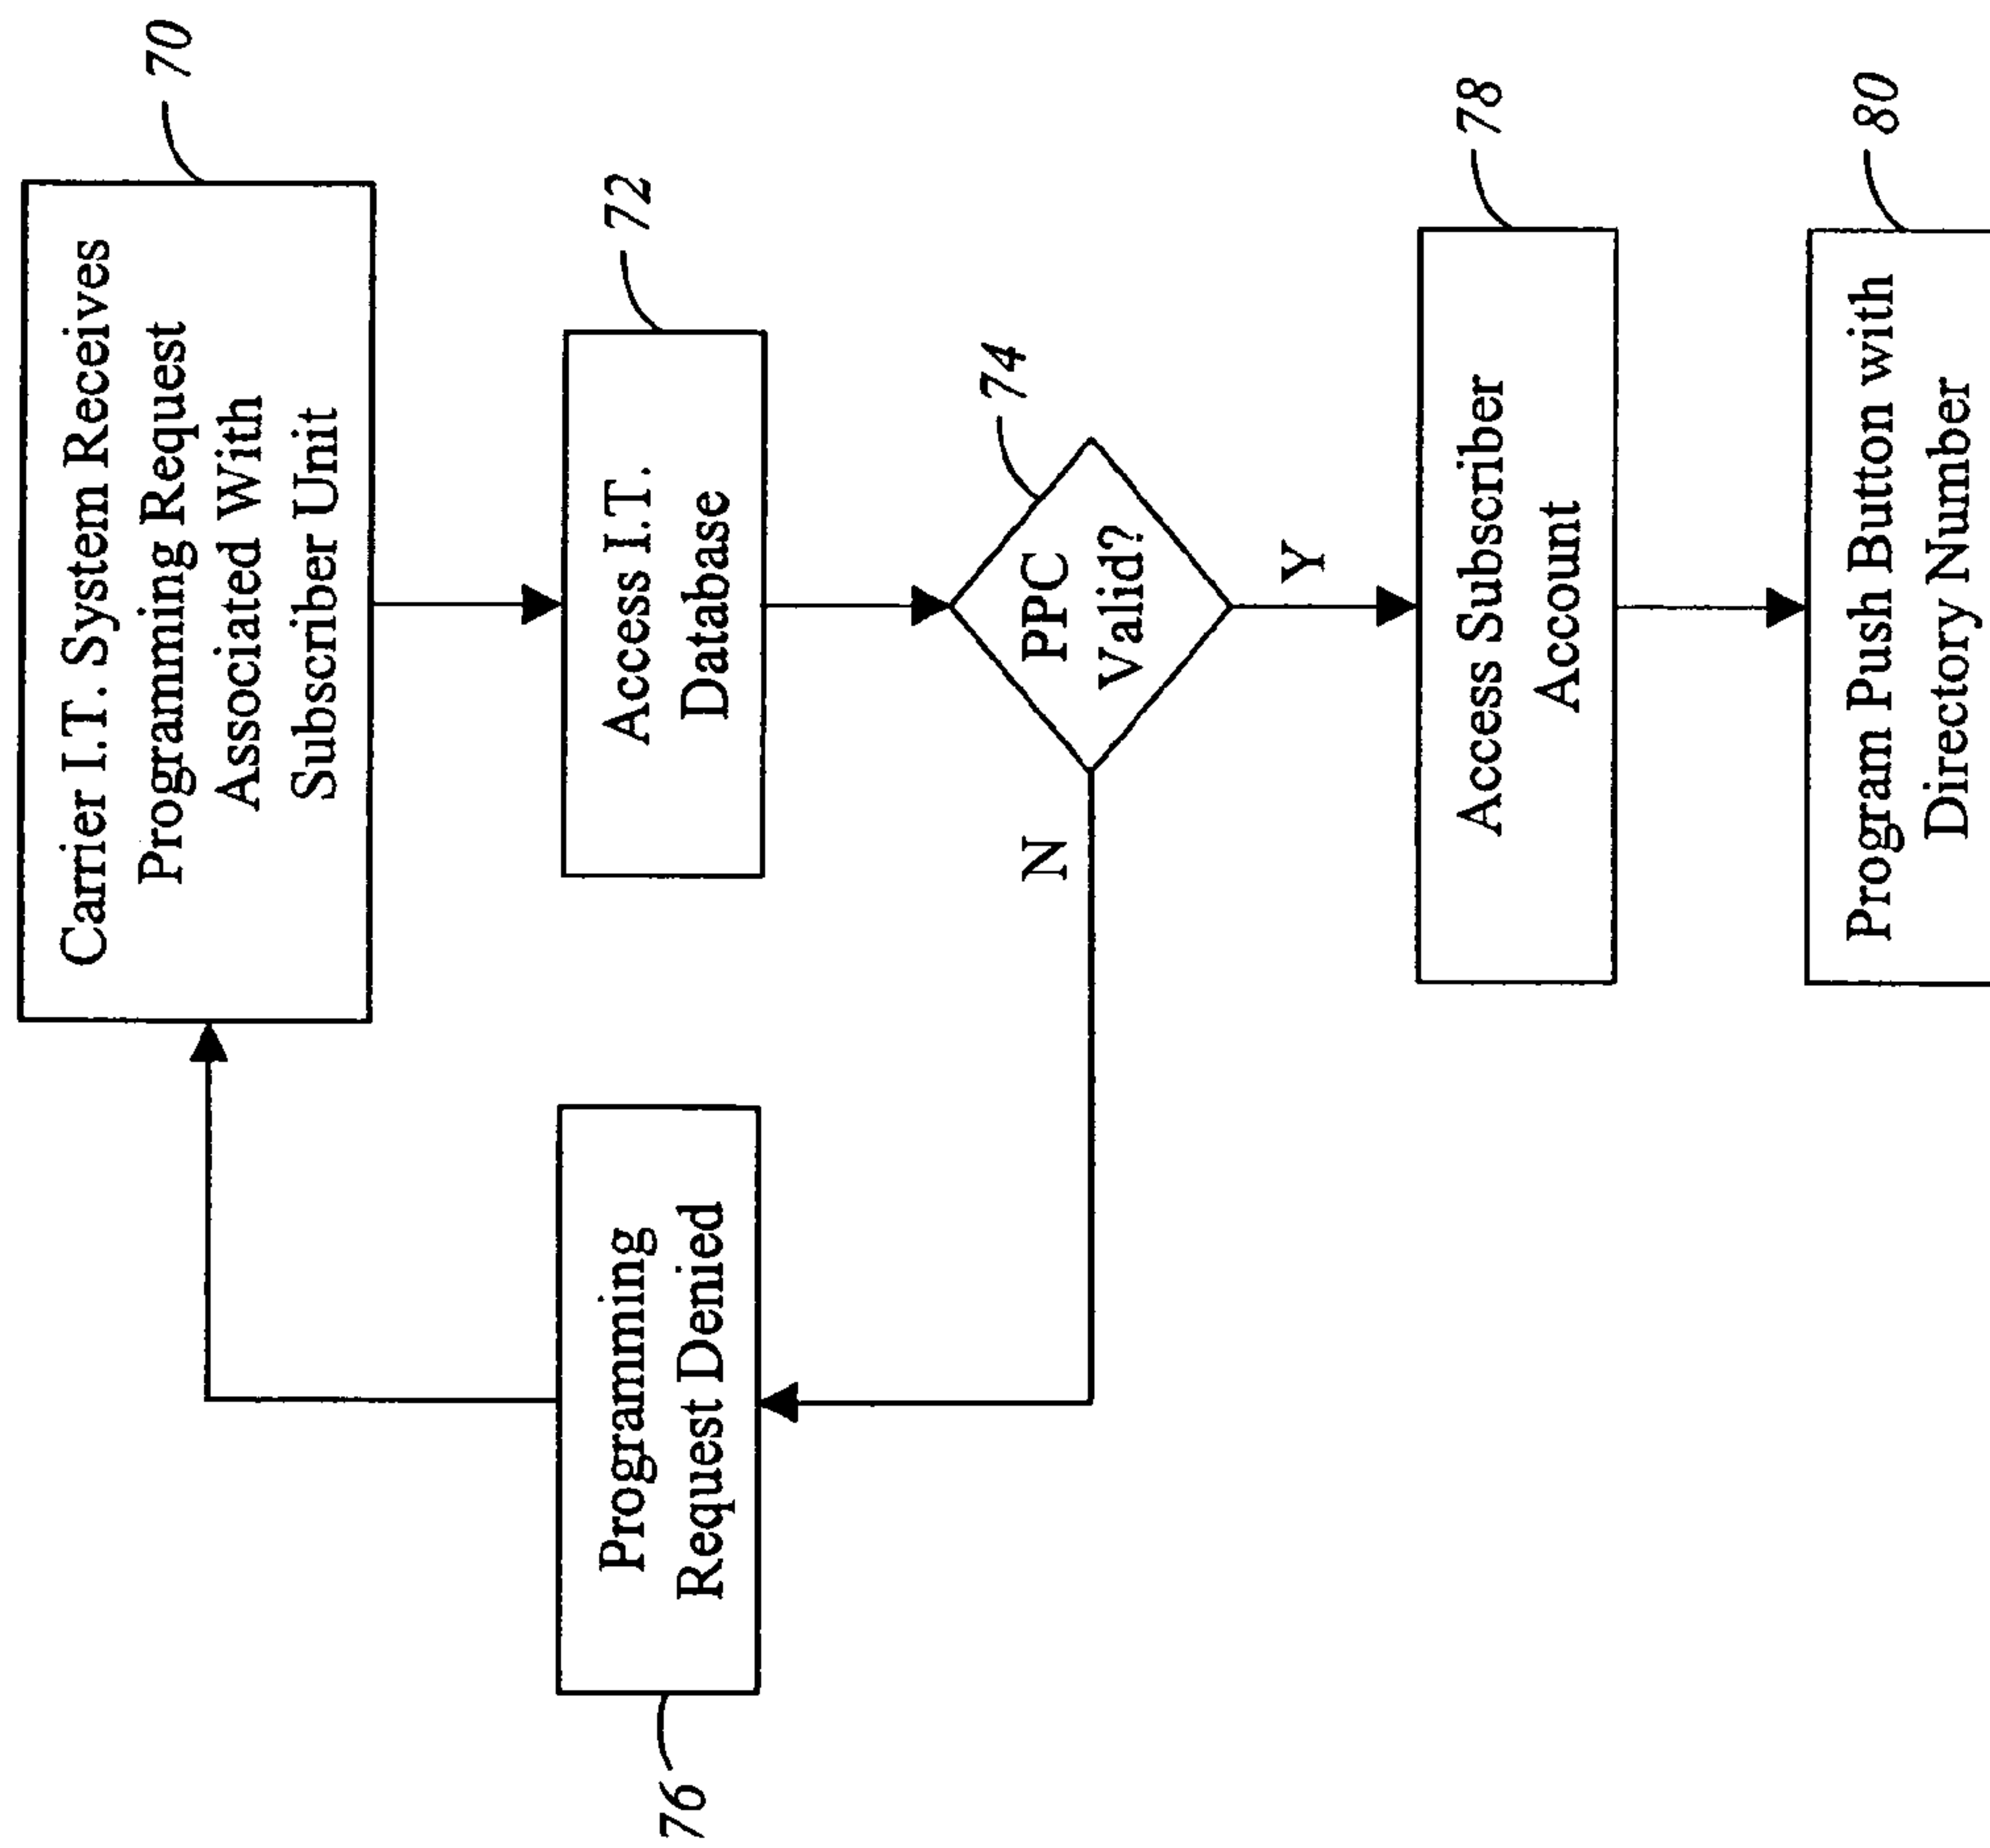 Carrier I.T. System Receives
Programming Request
Associated With
Subscriber Unit
70
Access I.T.
Database
72
PPC
Valid?
74
N
Y
Programming
Request Denied
76
Access Subscriber
Account
78
Program Push Button with
Directory Number
80